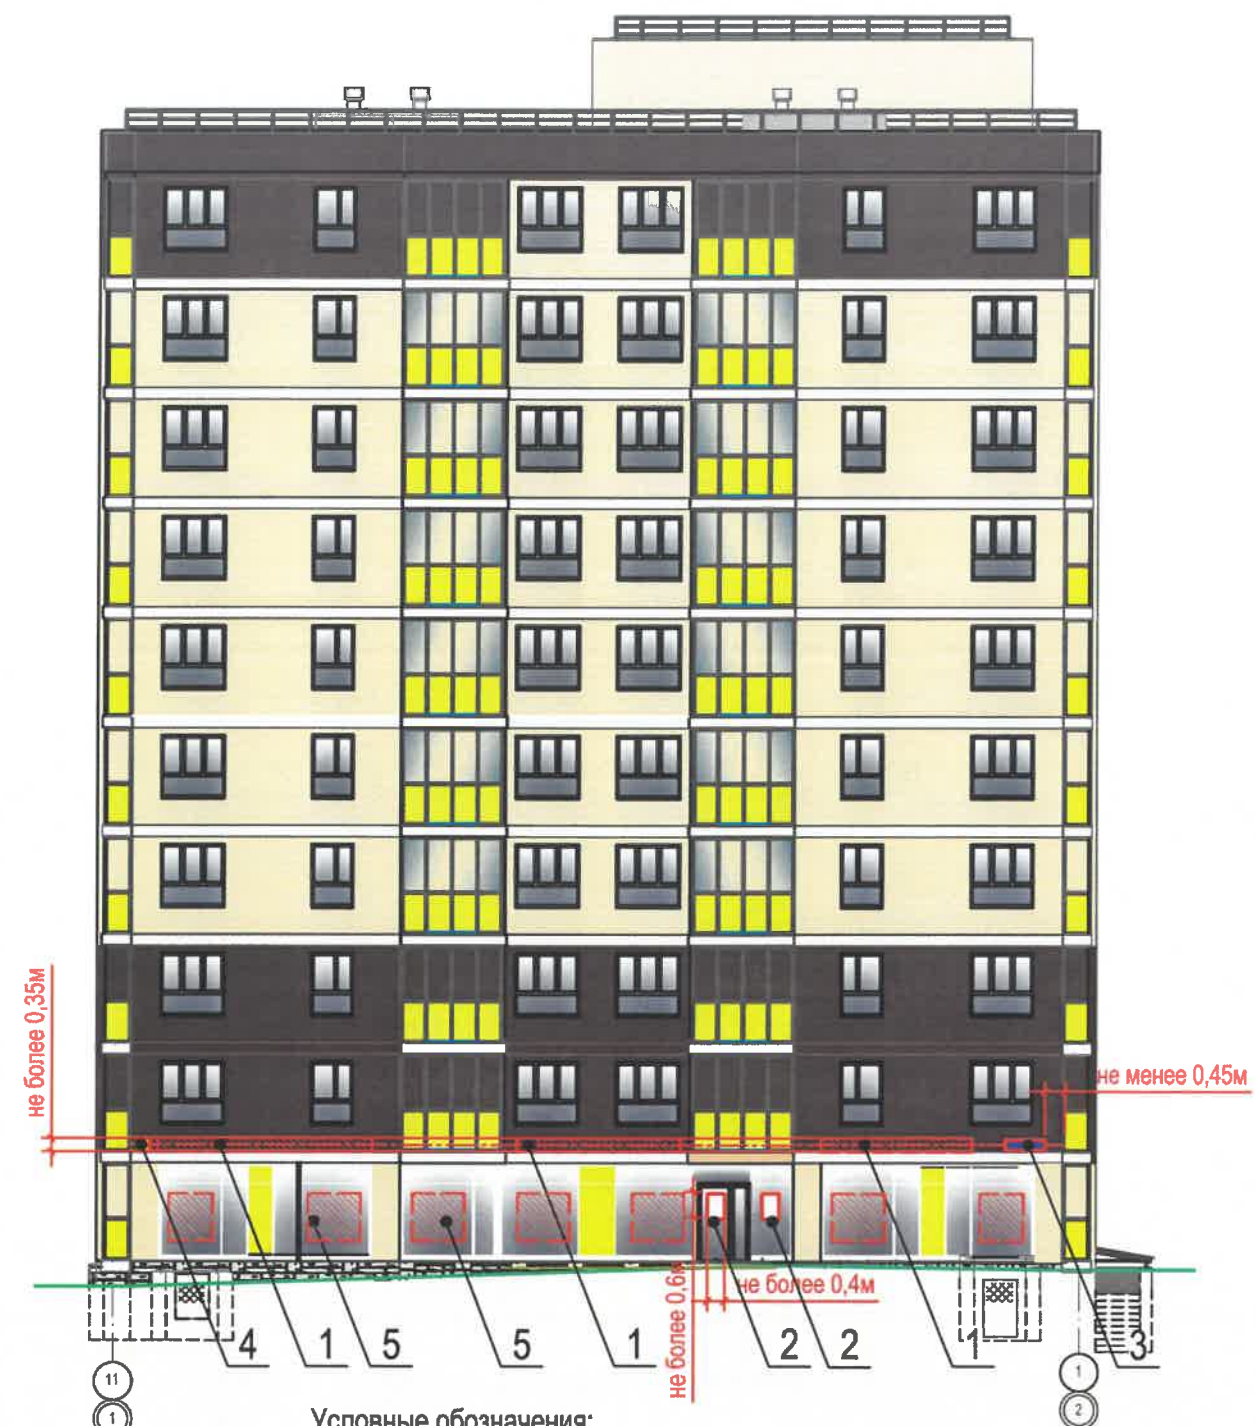 не более 0,35м
не менее 0,45м
не более 0,6м
не более 0,4м
4
1
5
5
1
2
2
1
3
11
1
1
2
Условные обозначения: